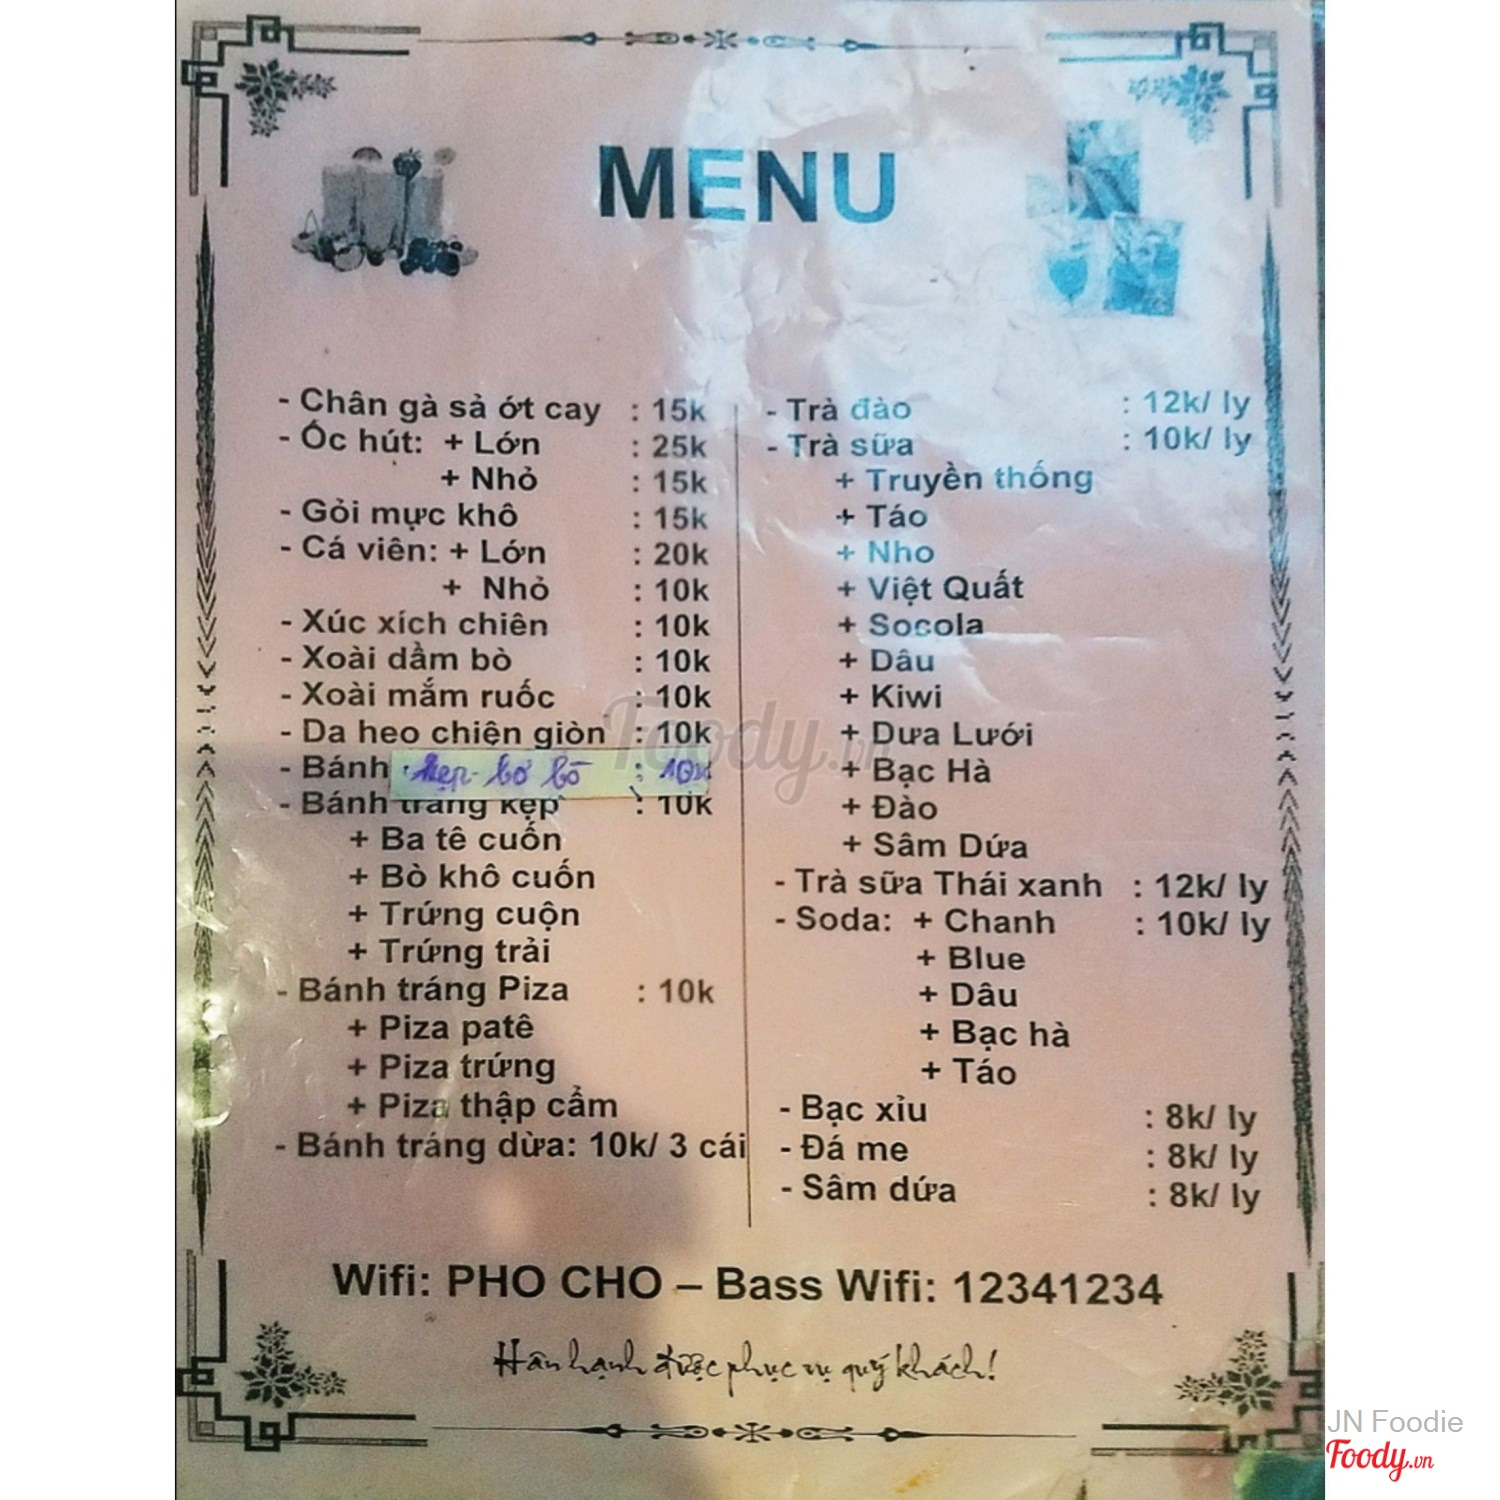 MENU
- Chân gà sả ớt cay : 15k
- Ốc hút: + Lớn : 25k
+ Nhỏ : 15k
- Gỏi mực khô : 15k
- Cá viên: + Lớn : 20k
+ Nhỏ : 10k
- Xúc xích chiên : 10k
- Xoài dầm bò : 10k
- Xoài mắm ruốc : 10k
- Da heo chiện giòn : 10k
- Bánh kẹp bơ bò : 10k
- Bánh tráng kẹp : 10k
+ Ba tê cuốn
+ Bò khô cuốn
+ Trứng cuộn
+ Trứng trải
- Bánh tráng Piza : 10k
+ Piza patê
+ Piza trứng
+ Piza thập cẩm
- Bánh tráng dừa: 10k/ 3 cái
- Trà đào : 12k/ ly
- Trà sữa : 10k/ ly
+ Truyền thống
+ Táo
+ Nho
+ Việt Quất
+ Socola
+ Dâu
+ Kiwi
+ Dưa Lưới
+ Bạc Hà
+ Đào
+ Sâm Dứa
- Trà sữa Thái xanh : 12k/ ly
- Soda: + Chanh : 10k/ ly
+ Blue
+ Dâu
+ Bạc hà
+ Táo
- Bạc xỉu : 8k/ ly
- Đá me : 8k/ ly
- Sâm dứa : 8k/ ly
Wifi: PHO CHO – Bass Wifi: 12341234
Hân hạnh được phục vụ quý khách!
Foody.vn
JN Foodie
Foody.vn